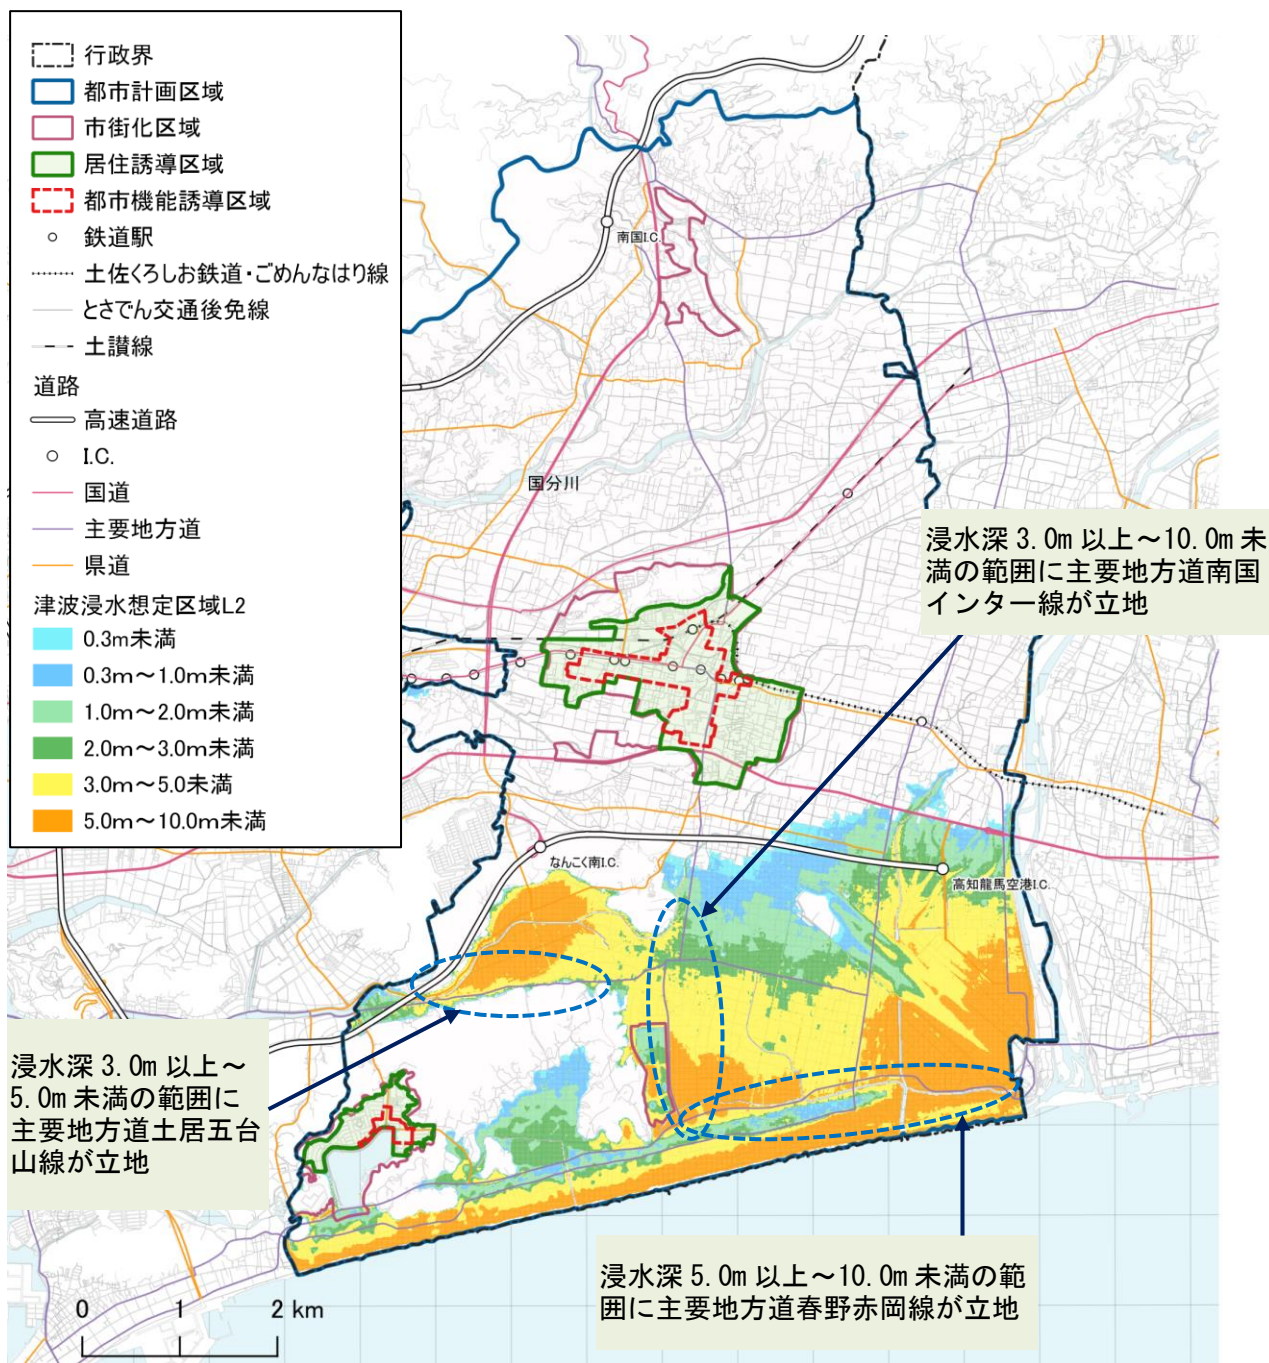 行政界
都市計画区域
市街化区域
居住誘導区域
都市機能誘導区域
鉄道駅
土佐くろしお鉄道・ごめんなはり線
とさでん交通後免線
土讃線
道路
高速道路
I.C.
国道
主要地方道
県道
津波浸水想定区域L2
0.3m未満
0.3m～1.0m未満
1.0m～2.0m未満
2.0m～3.0m未満
3.0m～5.0未満
5.0m～10.0m未満
南国I.C.
国分川
浸水深 3.0m 以上～10.0m 未
満の範囲に主要地方道南国
インター線が立地
なんこく南I.C.
高知龍馬空港I.C.
浸水深 3.0m 以上～
5.0m 未満の範囲に
主要地方道土居五台
山線が立地
浸水深 5.0m 以上～10.0m 未満の範
囲に主要地方道春野赤岡線が立地
0 1 2 km